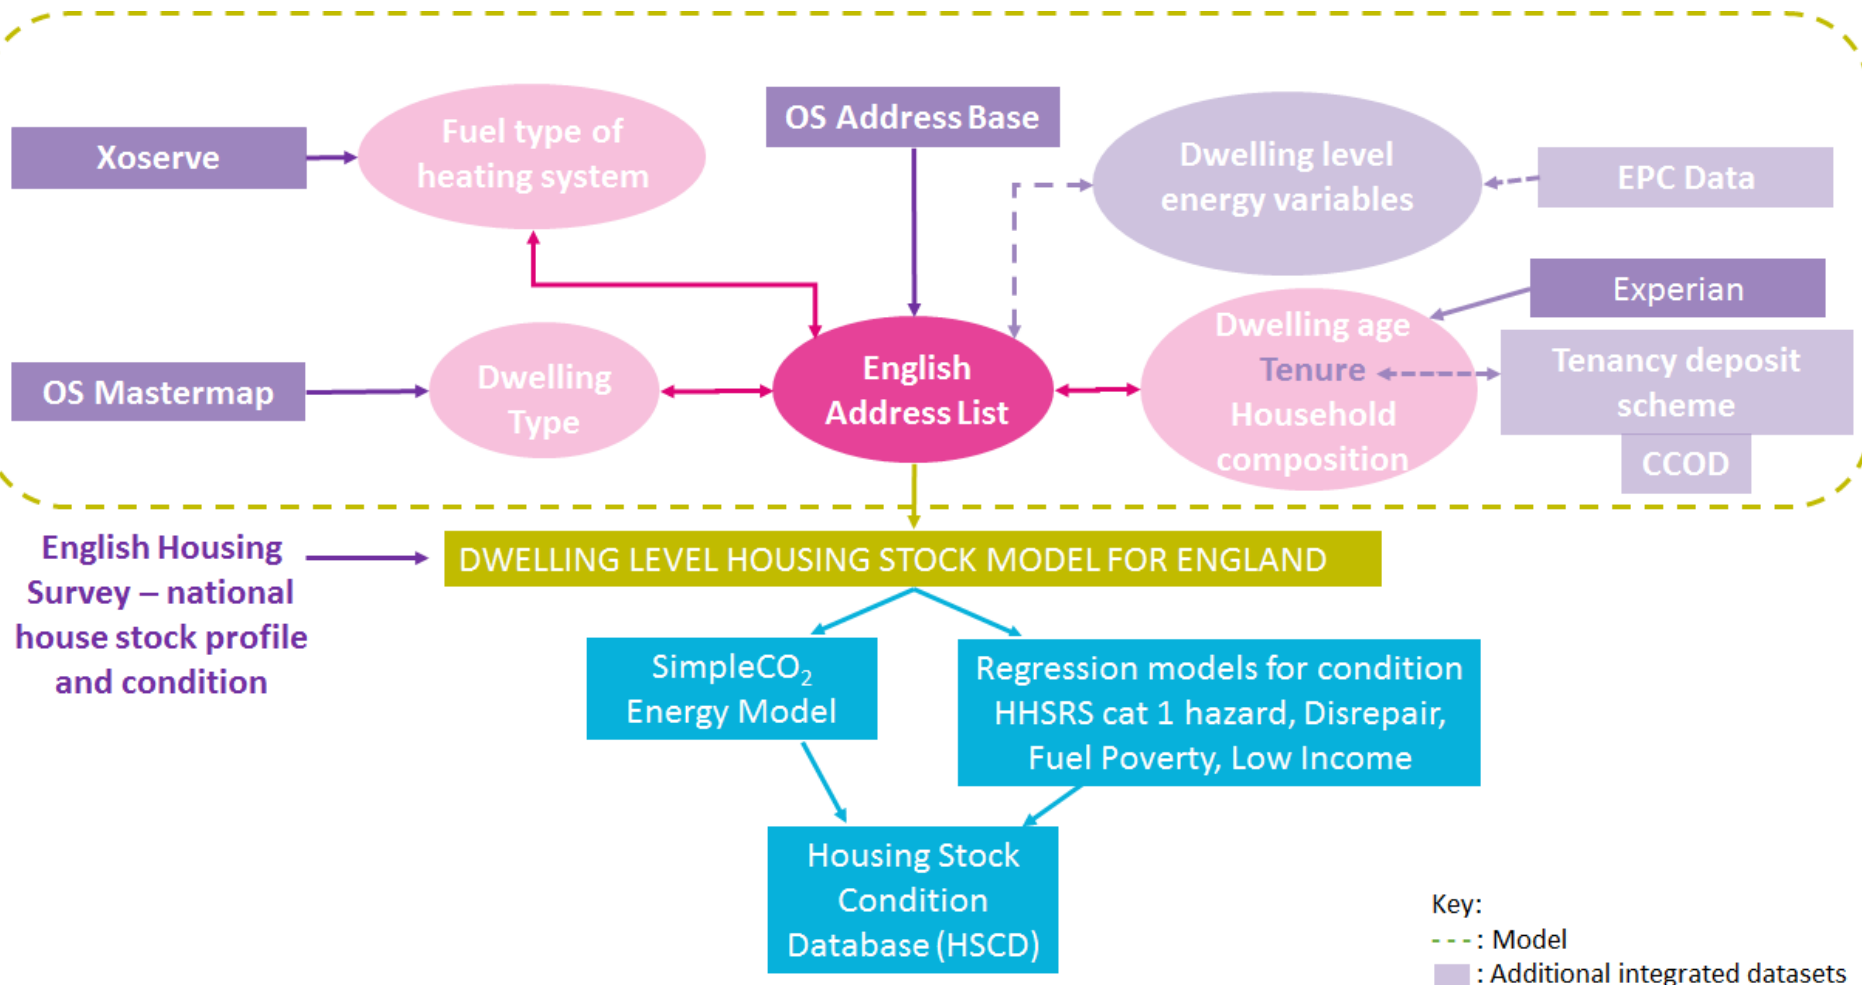 Xoserve
Fuel type of
heating system
OS Address Base
Dwelling level
energy variables
EPC Data
Experian
OS Mastermap
Dwelling
Type
English
Address List
Dwelling age
Tenure
Household
composition
Tenancy deposit
scheme
CCOD
English Housing
Survey – national
house stock profile
and condition
DWELLING LEVEL HOUSING STOCK MODEL FOR ENGLAND
SimpleCO₂
Energy Model
Regression models for condition
HHSRS cat 1 hazard, Disrepair,
Fuel Poverty, Low Income
Housing Stock
Condition
Database (HSCD)
Key:
: Model
: Additional integrated datasets